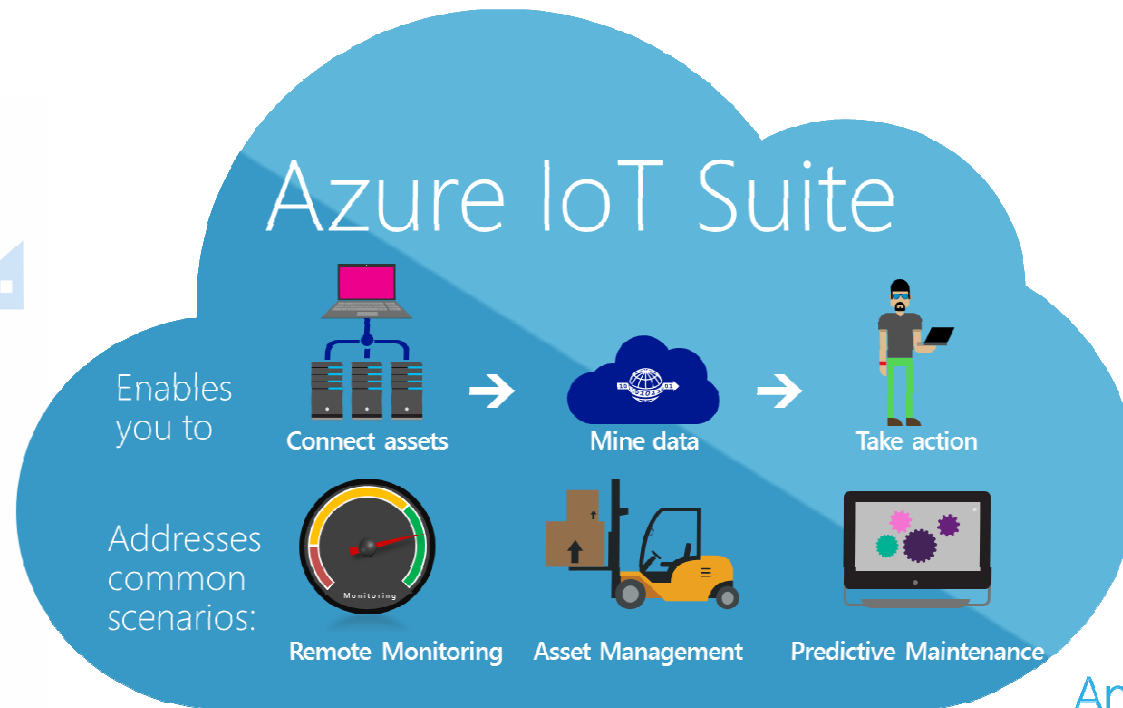 Azure IoT Suite
Enables
you to
Connect assets
Mine data
Take action
Addresses
common
scenarios:
Monitoring
Remote Monitoring
Asset Management
Predictive Maintenance